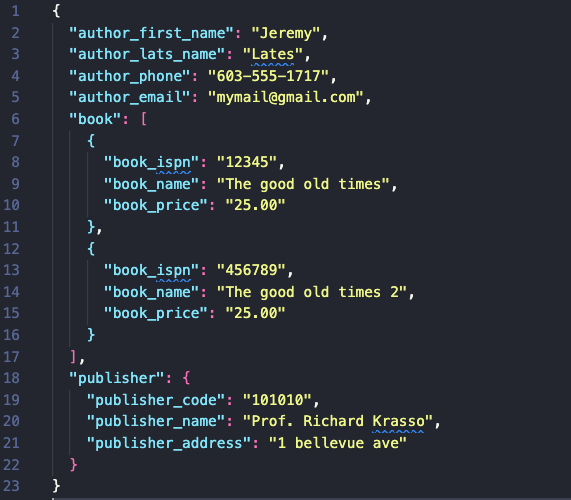 1 {
2 "author_first_name": "Jeremy",
3 "author_lats_name": "Lates",
4 "author_phone": "603-555-1717",
5 "author_email": "mymail@gmail.com",
6 "book": [
7 {
8 "book_ispn": "12345",
9 "book_name": "The good old times",
10 "book_price": "25.00"
11 },
12 {
13 "book_ispn": "456789",
14 "book_name": "The good old times 2",
15 "book_price": "25.00"
16 }
17 ],
18 "publisher": {
19 "publisher_code": "101010",
20 "publisher_name": "Prof. Richard Krasso",
21 "publisher_address": "1 bellevue ave"
22 }
23 }